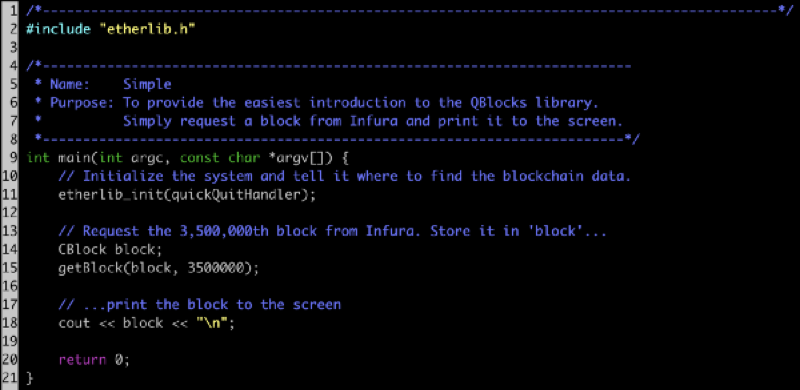 1 /*------------------------------------------------------------------------------------------*/
2 #include "etherlib.h"
3
4 /*------------------------------------------------------------------------
5  * Name:    Simple
6  * Purpose: To provide the easiest introduction to the QBlocks library.
7  *          Simply request a block from Infura and print it to the screen.
8  *-----------------------------------------------------------------------*/
9 int main(int argc, const char *argv[]) {
10     // Initialize the system and tell it where to find the blockchain data.
11     etherlib_init(quickQuitHandler);
12
13     // Request the 3,500,000th block from Infura. Store it in 'block'...
14     CBlock block;
15     getBlock(block, 3500000);
16
17     // ...print the block to the screen
18     cout << block << "\n";
19
20     return 0;
21 }